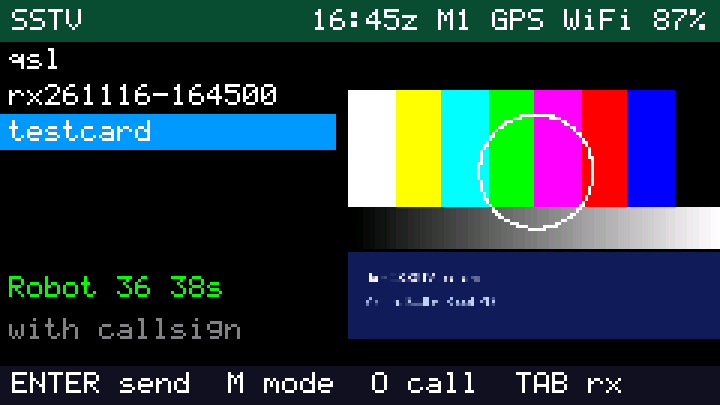 SSTV 16:45z M1 GPS WiFi 87%
qsl
rx261116-164500
testcard
Robot 36 38s
with callsign
ENTER send M mode O call TAB rx